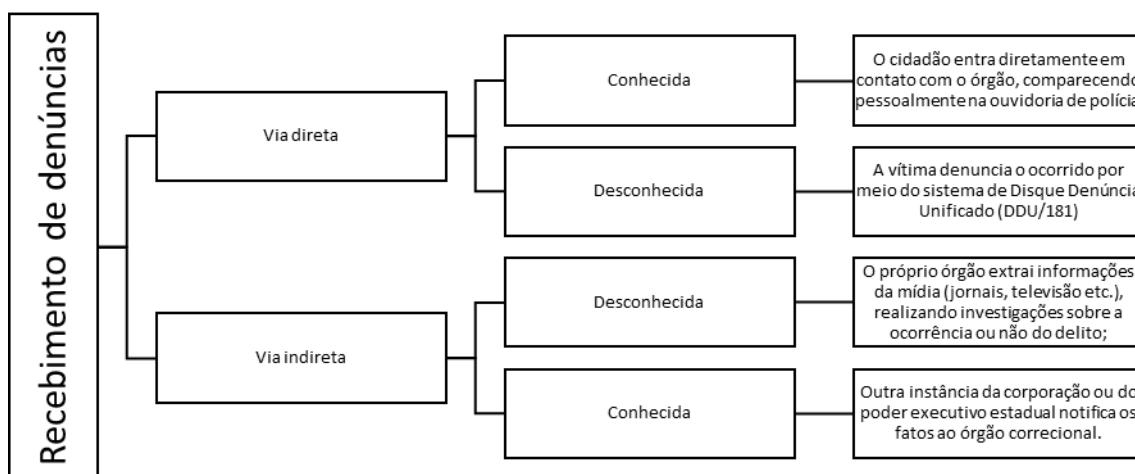 Recebimento de denúncias
Via direta
Conhecida
O cidadão entra diretamente em
contato com o órgão, comparecendo
pessoalmente na ouvidoria de polícia
Desconhecida
A vítima denuncia o ocorrido por
meio do sistema de Disque Denúncia
Unificado (DDU/181)
Via indireta
Desconhecida
O próprio órgão extrai informações
da mídia (jornais, televisão etc.),
realizando investigações sobre a
ocorrência ou não do delito;
Conhecida
Outra instância da corporação ou do
poder executivo estadual notifica os
fatos ao órgão correcional.